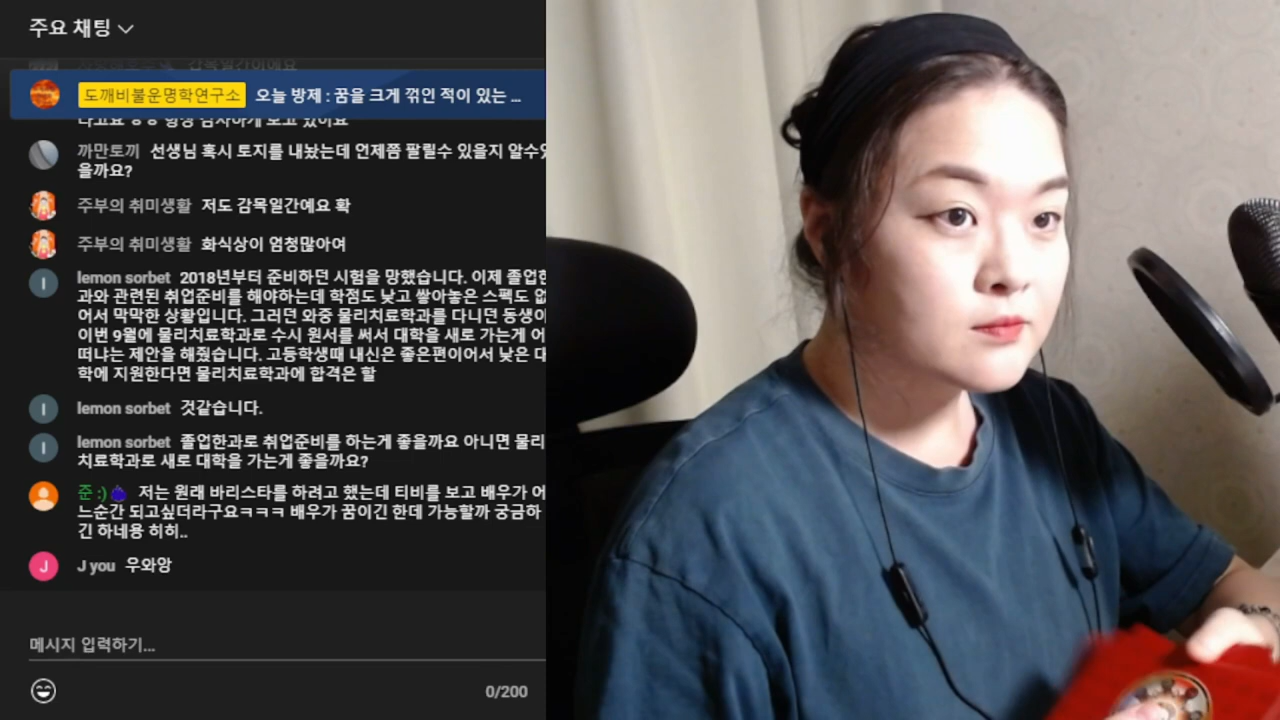 주요 채팅
감목일간이에요
도깨비불운명학연구소 오늘 방제 : 꿈을 크게 꺾인 적이 있는 ...
까만토끼 선생님 혹시 토지를 내놨는데 언제쯤 팔릴수 있을지 알수있
을까요?
주부의 취미생활 저도 감목일간예요 확
주부의 취미생활 화식상이 엄청많아여
lemon sorbet 2018년부터 준비하던 시험을 망했습니다. 이제 졸업한
과와 관련된 취업준비를 해야하는데 학점도 낮고 쌓아놓은 스펙도 없
어서 막막한 상황입니다. 그러던 와중 물리치료학과를 다니던 동생이
이번 9월에 물리치료학과로 수시 원서를 써서 대학을 새로 가는게 어
떠냐는 제안을 해줬습니다. 고등학생때 내신은 좋은편이어서 낮은 대
학에 지원한다면 물리치료학과에 합격은 할
lemon sorbet 것같습니다.
lemon sorbet 졸업한과로 취업준비를 하는게 좋을까요 아니면 물리
치료학과로 새로 대학을 가는게 좋을까요?
준 :) 저는 원래 바리스타를 하려고 했는데 티비를 보고 배우가 어
느순간 되고싶더라구요ㅋㅋㅋ 배우가 꿈이긴 한데 가능할까 궁금하
긴 하네용 히히..
J you 우와앙
메시지 입력하기...
0/200